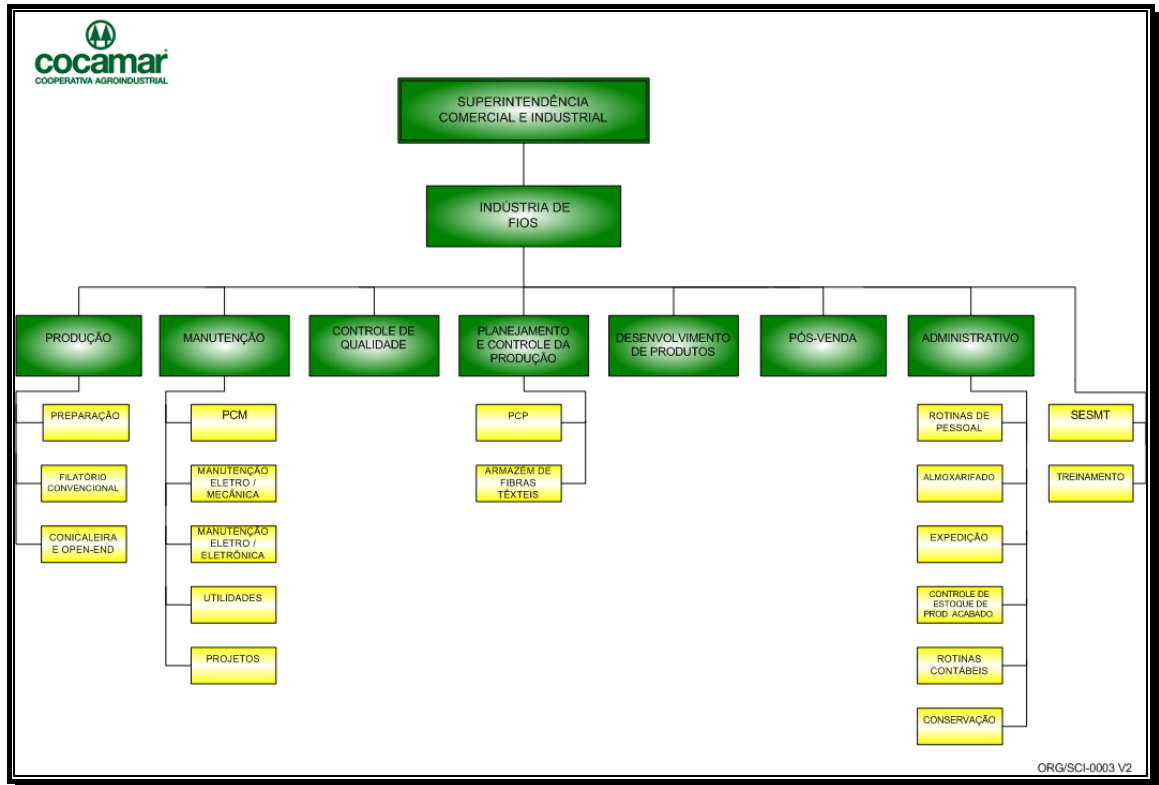 cocamar
COOPERATIVA AGROINDUSTRIAL
SUPERINTENDÊNCIA
COMERCIAL E INDUSTRIAL
INDÚSTRIA DE
FIOS
PRODUÇÃO
MANUTENÇÃO
CONTROLE DE
QUALIDADE
PLANEJAMENTO
E CONTROLE DA
PRODUÇÃO
DESENVOLVIMENTO
DE PRODUTOS
PÓS-VENDA
ADMINISTRATIVO
PREPARAÇÃO
FILATÓRIO
CONVENCIONAL
CONICALEIRA
E OPEN-END
PCM
MANUTENÇÃO
ELETRO /
MECÂNICA
MANUTENÇÃO
ELETRO /
ELETRÔNICA
UTILIDADES
PROJETOS
PCP
ARMAZÉM DE
FIBRAS
TÊXTEIS
ROTINAS DE
PESSOAL
ALMOXARIFADO
EXPEDIÇÃO
CONTROLE DE
ESTOQUE DE
PROD. ACABADO.
ROTINAS
CONTÁBEIS
CONSERVAÇÃO
SESMT
TREINAMENTO
ORG/SCI-0003 V2